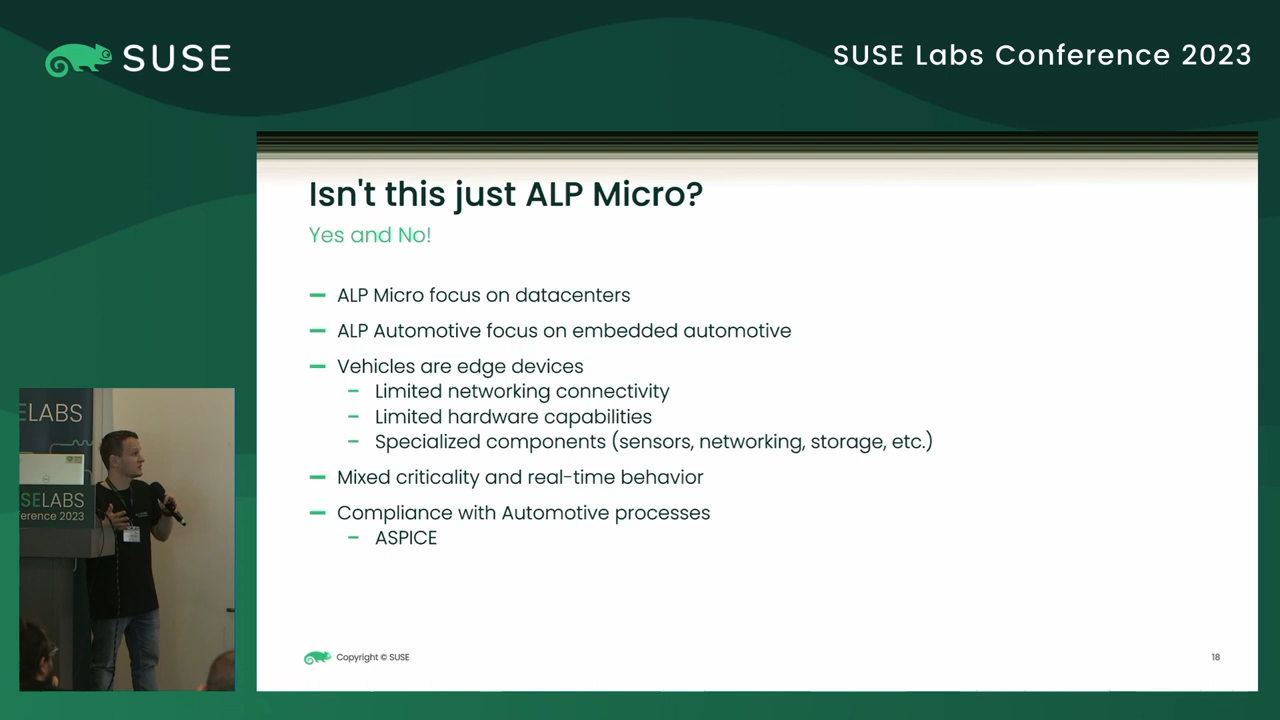 SUSE
SUSE Labs Conference 2023
Isn't this just ALP Micro?
Yes and No!
ALP Micro focus on datacenters
ALP Automotive focus on embedded automotive
Vehicles are edge devices
Limited networking connectivity
Limited hardware capabilities
Specialized components (sensors, networking, storage, etc.)
Mixed criticality and real-time behavior
Compliance with Automotive processes
ASPICE
Copyright © SUSE
18
ELABS
SELABS
erence 2023